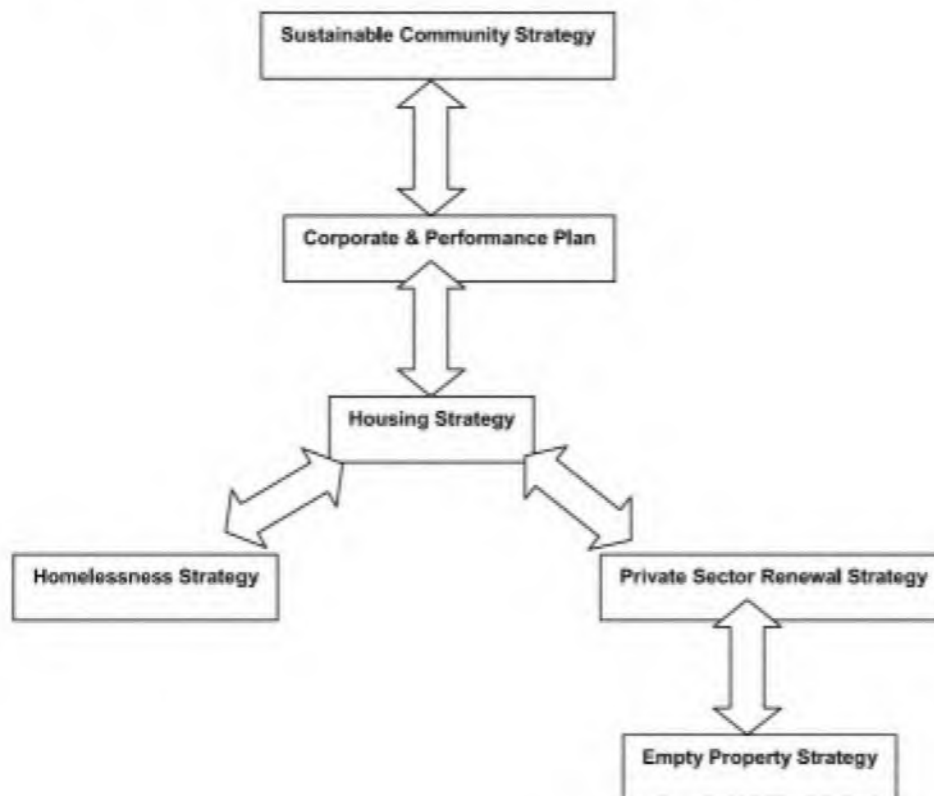 Sustainable Community Strategy
Corporate & Performance Plan
Housing Strategy
Homelessness Strategy
Private Sector Renewal Strategy
Empty Property Strategy